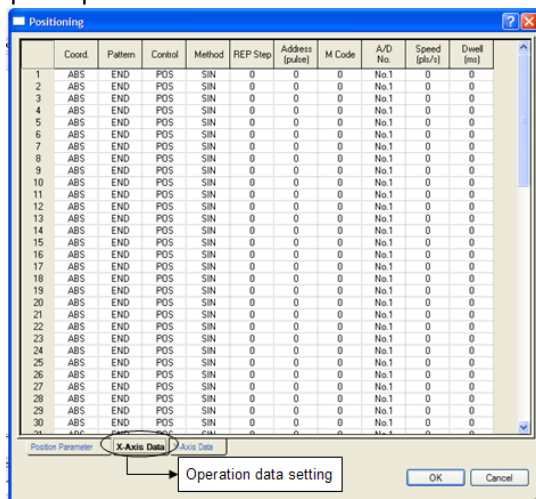 Positioning
Coord. Pattern Control Method REP Step Address (pulse) M Code A/D No. Speed (pls/s) Dwell (ms)
1 ABS END POS SIN 0 0 0 No.1 0 0
2 ABS END POS SIN 0 0 0 No.1 0 0
3 ABS END POS SIN 0 0 0 No.1 0 0
4 ABS END POS SIN 0 0 0 No.1 0 0
5 ABS END POS SIN 0 0 0 No.1 0 0
6 ABS END POS SIN 0 0 0 No.1 0 0
7 ABS END POS SIN 0 0 0 No.1 0 0
8 ABS END POS SIN 0 0 0 No.1 0 0
9 ABS END POS SIN 0 0 0 No.1 0 0
10 ABS END POS SIN 0 0 0 No.1 0 0
11 ABS END POS SIN 0 0 0 No.1 0 0
12 ABS END POS SIN 0 0 0 No.1 0 0
13 ABS END POS SIN 0 0 0 No.1 0 0
14 ABS END POS SIN 0 0 0 No.1 0 0
15 ABS END POS SIN 0 0 0 No.1 0 0
16 ABS END POS SIN 0 0 0 No.1 0 0
17 ABS END POS SIN 0 0 0 No.1 0 0
18 ABS END POS SIN 0 0 0 No.1 0 0
19 ABS END POS SIN 0 0 0 No.1 0 0
20 ABS END POS SIN 0 0 0 No.1 0 0
21 ABS END POS SIN 0 0 0 No.1 0 0
22 ABS END POS SIN 0 0 0 No.1 0 0
23 ABS END POS SIN 0 0 0 No.1 0 0
24 ABS END POS SIN 0 0 0 No.1 0 0
25 ABS END POS SIN 0 0 0 No.1 0 0
26 ABS END POS SIN 0 0 0 No.1 0 0
27 ABS END POS SIN 0 0 0 No.1 0 0
28 ABS END POS SIN 0 0 0 No.1 0 0
29 ABS END POS SIN 0 0 0 No.1 0 0
30 ABS END POS SIN 0 0 0 No.1 0 0
Position Parameter X-Axis Data Axis Data
Operation data setting
OK Cancel